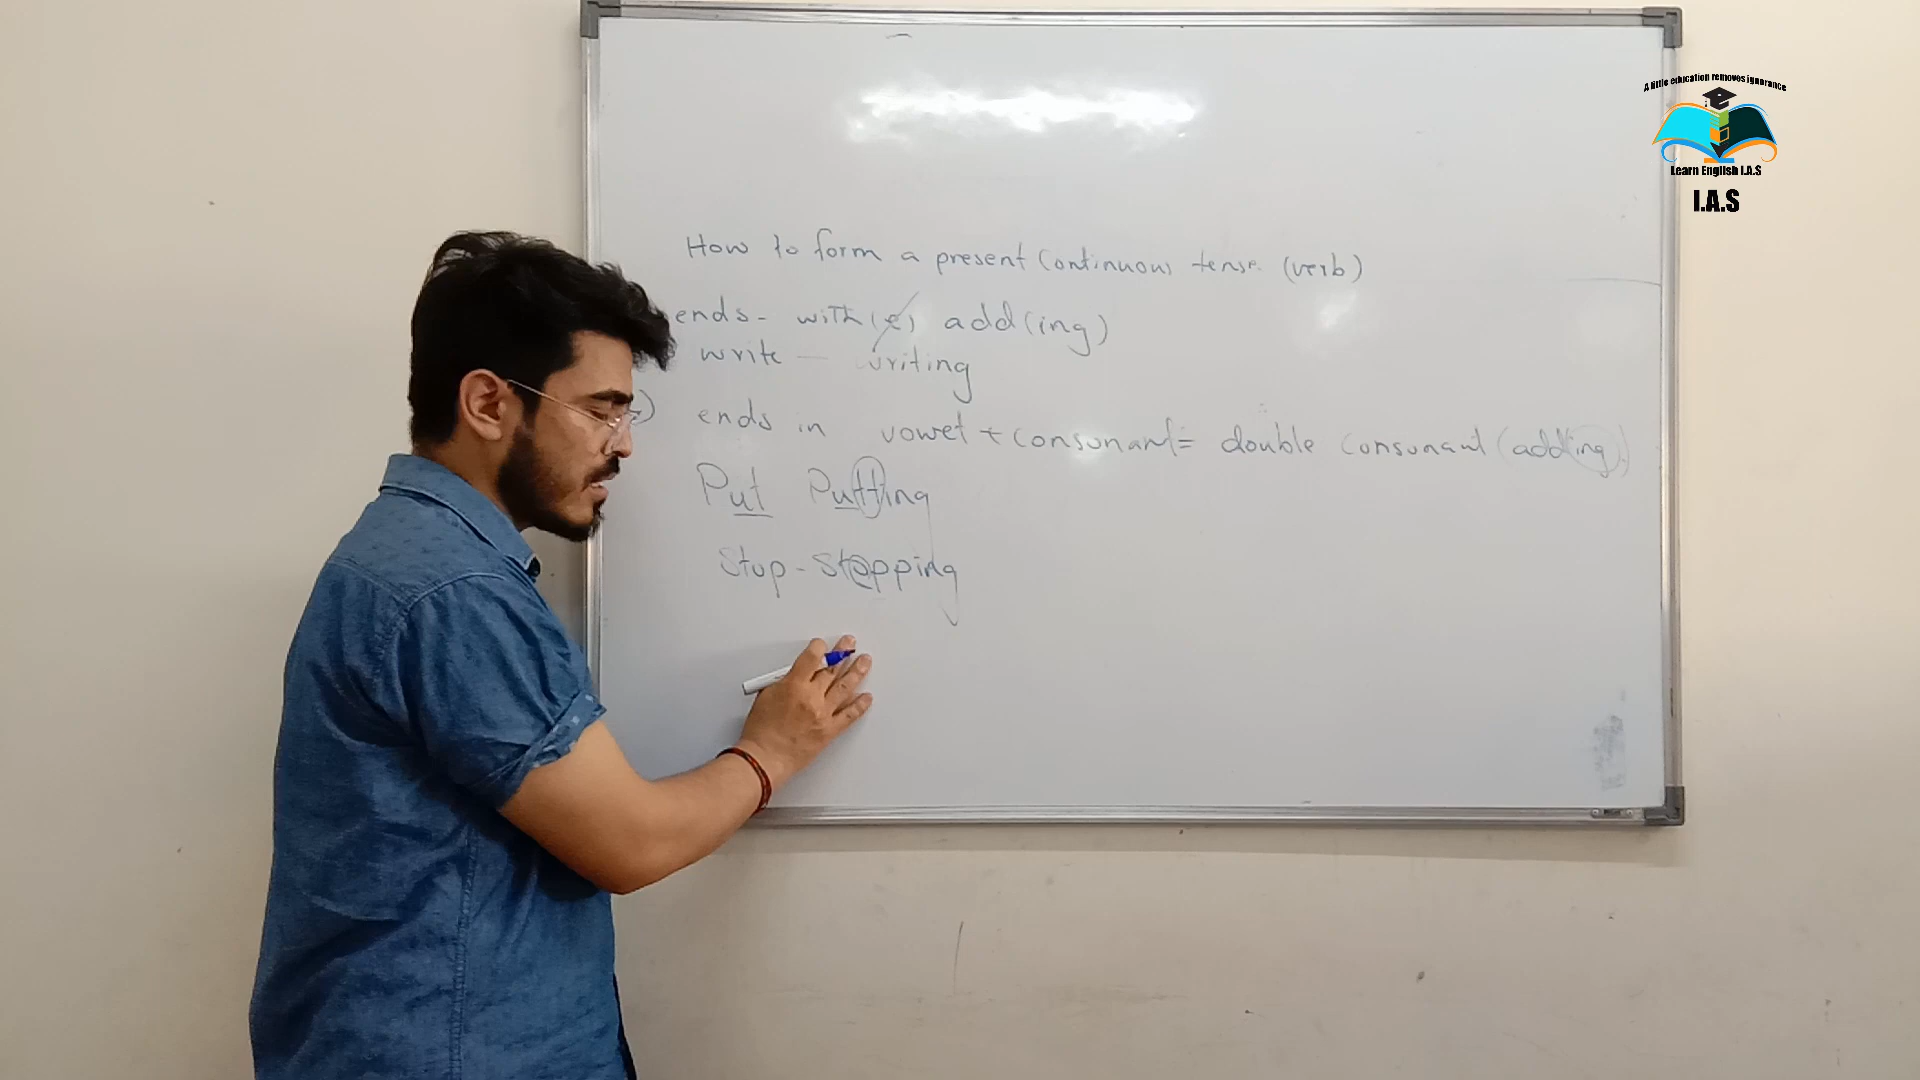 A little education removes ignorance
Learn English I.A.S
I.A.S
How to form a present continuous tense (verb)
ends - with (e) add (ing)
write — writing
ends in vowel + consonant = double consonant (adding)
Put Putting
Stop - Stopping